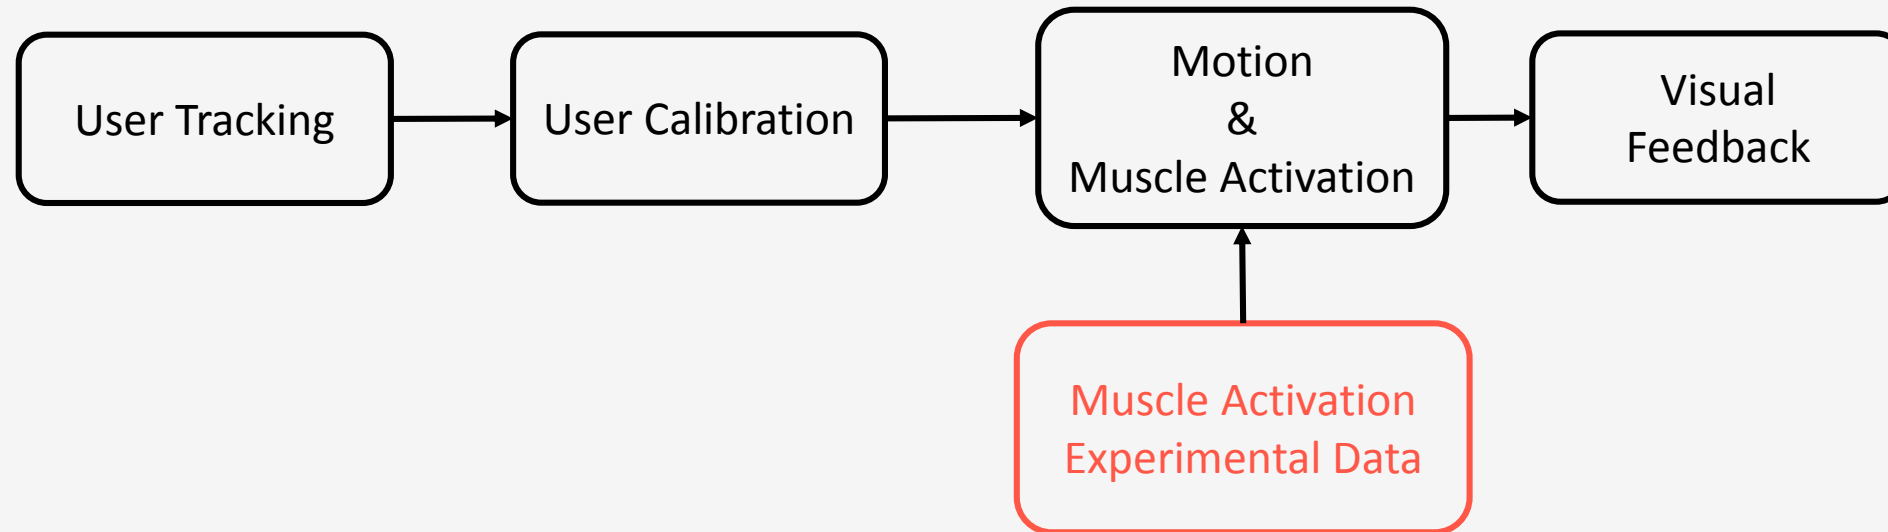 User Tracking
User Calibration
Motion
&
Muscle Activation
Visual
Feedback
Muscle Activation
Experimental Data